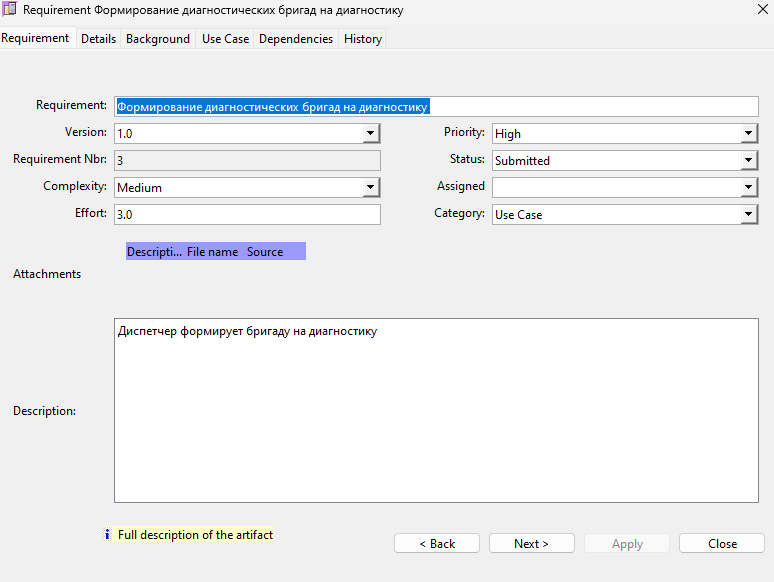 Requirement Формирование диагностических бригад на диагностику
Requirement Details Background Use Case Dependencies History
Requirement: Формирование диагностических бригад на диагностику
Version: 1.0 Priority: High
Requirement Nbr: 3 Status: Submitted
Complexity: Medium Assigned
Effort: 3.0 Category: Use Case
Descripti... File name Source
Attachments
Диспетчер формирует бригаду на диагностику
Description:
i Full description of the artifact
< Back Next > Apply Close